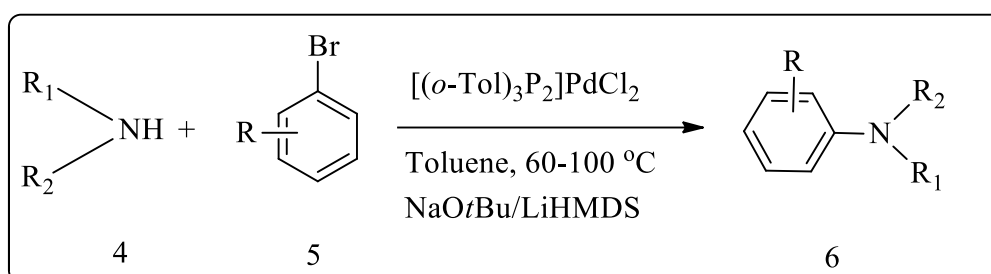 R₁
R₂
NH
+
Br
R
[(o-Tol)₃P₂]PdCl₂
Toluene, 60-100 °C
NaOtBu/LiHMDS
R
N
R₂
R₁
4
5
6